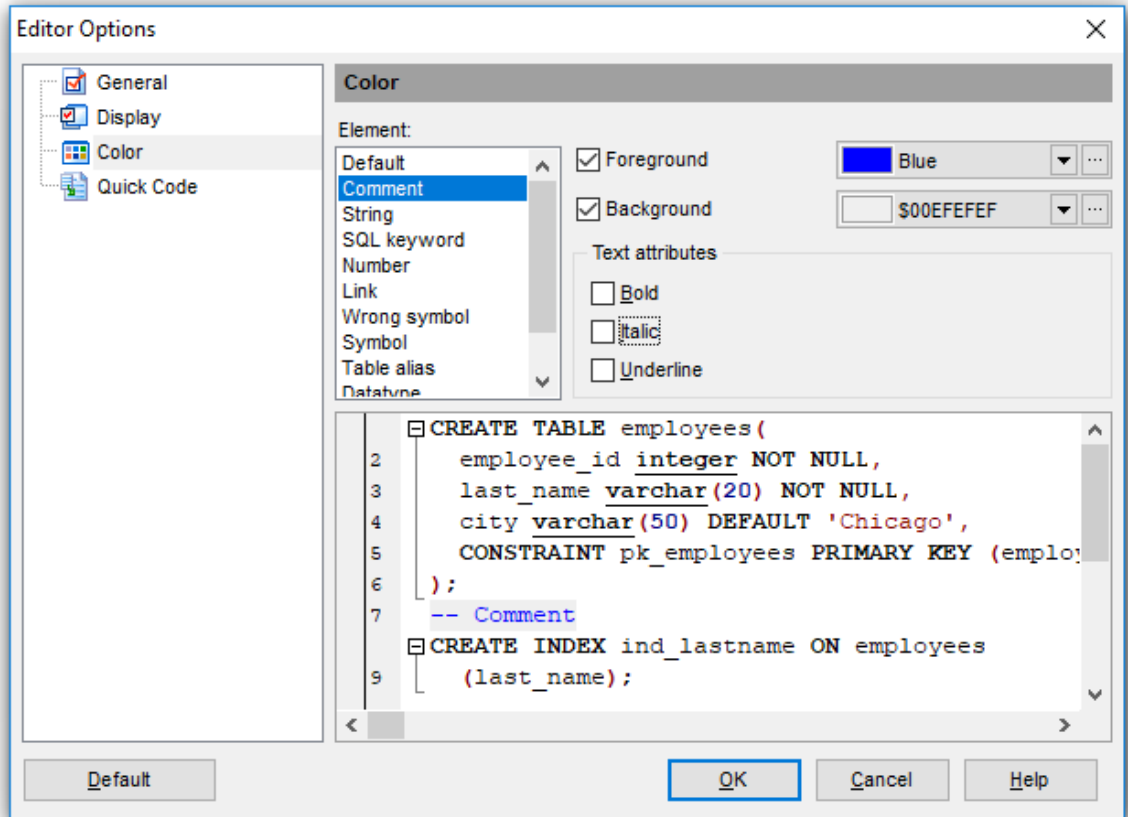 Editor Options
General
Display
Color
Quick Code
Color
Element:
Default
Comment
String
SQL keyword
Number
Link
Wrong symbol
Symbol
Table alias
Datatype
Foreground
Blue
Background
$00EFEFEF
Text attributes
Bold
Italic
Underline
CREATE TABLE employees(
2 employee_id integer NOT NULL,
3 last_name varchar(20) NOT NULL,
4 city varchar(50) DEFAULT 'Chicago',
5 CONSTRAINT pk_employees PRIMARY KEY (employ
6 );
7 -- Comment
CREATE INDEX ind_lastname ON employees
9 (last_name);
Default
OK
Cancel
Help